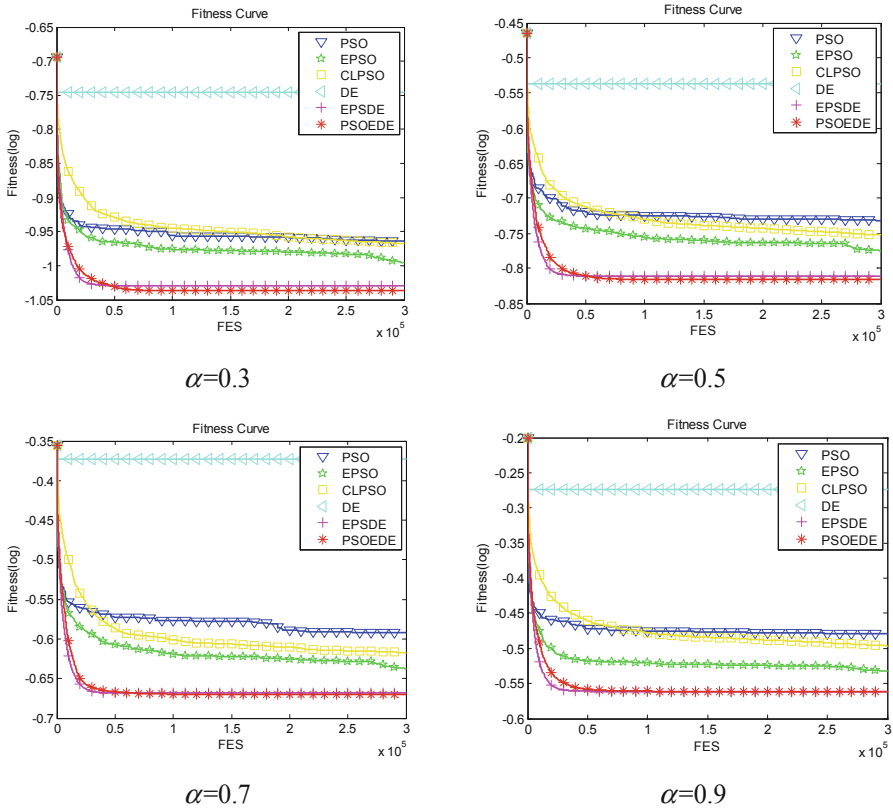 Fitness Curve
-0.65
-0.7
-0.75
-0.8
-0.85
-0.9
-0.95
-1
-1.05
Fitness(log)
PSO
EPSO
CLPSO
DE
EPSDE
PSOEDE
0 0.5 1 1.5 2 2.5 3
FES
x 10^5
α=0.3
Fitness Curve
-0.45
-0.5
-0.55
-0.6
-0.65
-0.7
-0.75
-0.8
-0.85
Fitness(log)
PSO
EPSO
CLPSO
DE
EPSDE
PSOEDE
0 0.5 1 1.5 2 2.5 3
FES
x 10^5
α=0.5
Fitness Curve
-0.35
-0.4
-0.45
-0.5
-0.55
-0.6
-0.65
-0.7
Fitness(log)
PSO
EPSO
CLPSO
DE
EPSDE
PSOEDE
0 0.5 1 1.5 2 2.5 3
FES
x 10^5
α=0.7
Fitness Curve
-0.2
-0.25
-0.3
-0.35
-0.4
-0.45
-0.5
-0.55
-0.6
Fitness(log)
PSO
EPSO
CLPSO
DE
EPSDE
PSOEDE
0 0.5 1 1.5 2 2.5 3
FES
x 10^5
α=0.9